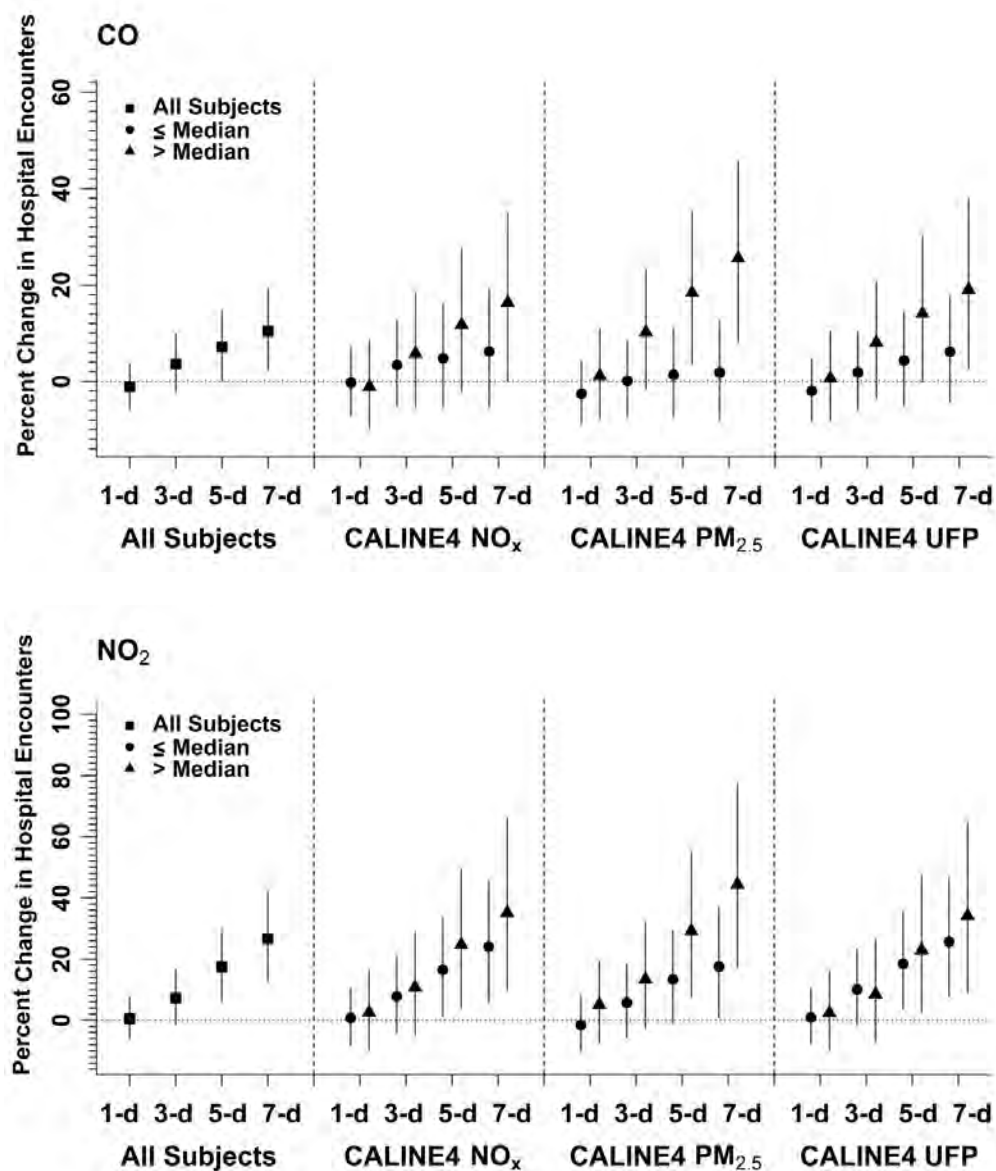 CO
Percent Change in Hospital Encounters
60
40
20
0
All Subjects
≤ Median
> Median
1-d 3-d 5-d 7-d 1-d 3-d 5-d 7-d 1-d 3-d 5-d 7-d 1-d 3-d 5-d 7-d
All Subjects CALINE4 NOₓ CALINE4 PM₂.₅ CALINE4 UFP
NO₂
Percent Change in Hospital Encounters
100
80
60
40
20
0
All Subjects
≤ Median
> Median
1-d 3-d 5-d 7-d 1-d 3-d 5-d 7-d 1-d 3-d 5-d 7-d 1-d 3-d 5-d 7-d
All Subjects CALINE4 NOₓ CALINE4 PM₂.₅ CALINE4 UFP